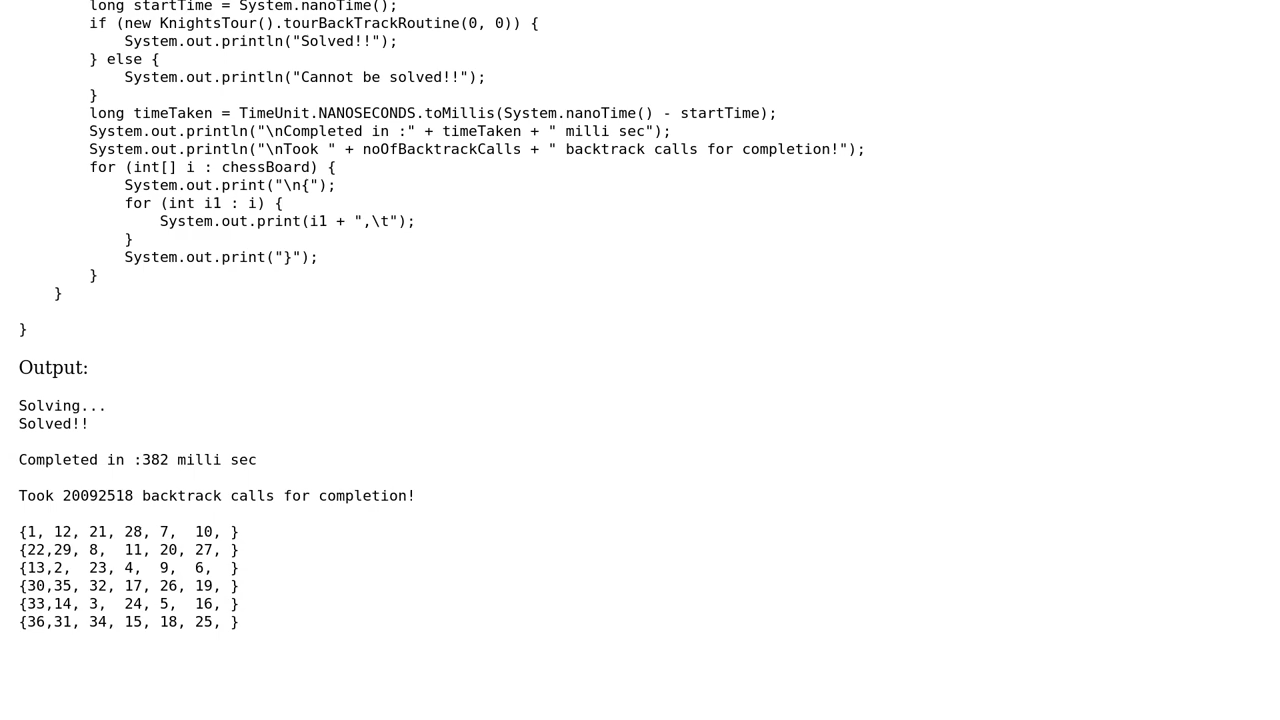 long startTime = System.nanoTime();
        if (new KnightsTour().tourBackTrackRoutine(0, 0)) {
            System.out.println("Solved!!");
        } else {
            System.out.println("Cannot be solved!!");
        }
        long timeTaken = TimeUnit.NANOSECONDS.toMillis(System.nanoTime() - startTime);
        System.out.println("\nCompleted in :" + timeTaken + " milli sec");
        System.out.println("\nTook " + noOfBacktrackCalls + " backtrack calls for completion!");
        for (int[] i : chessBoard) {
            System.out.print("\n{");
            for (int i1 : i) {
                System.out.print(i1 + ",\t");
            }
            System.out.print("}");
        }
    }
}
Output:
Solving...
Solved!!
Completed in :382 milli sec
Took 20092518 backtrack calls for completion!
{1, 12, 21, 28, 7,  10, }
{22,29, 8,  11, 20, 27, }
{13,2,  23, 4,  9,  6,  }
{30,35, 32, 17, 26, 19, }
{33,14, 3,  24, 5,  16, }
{36,31, 34, 15, 18, 25, }